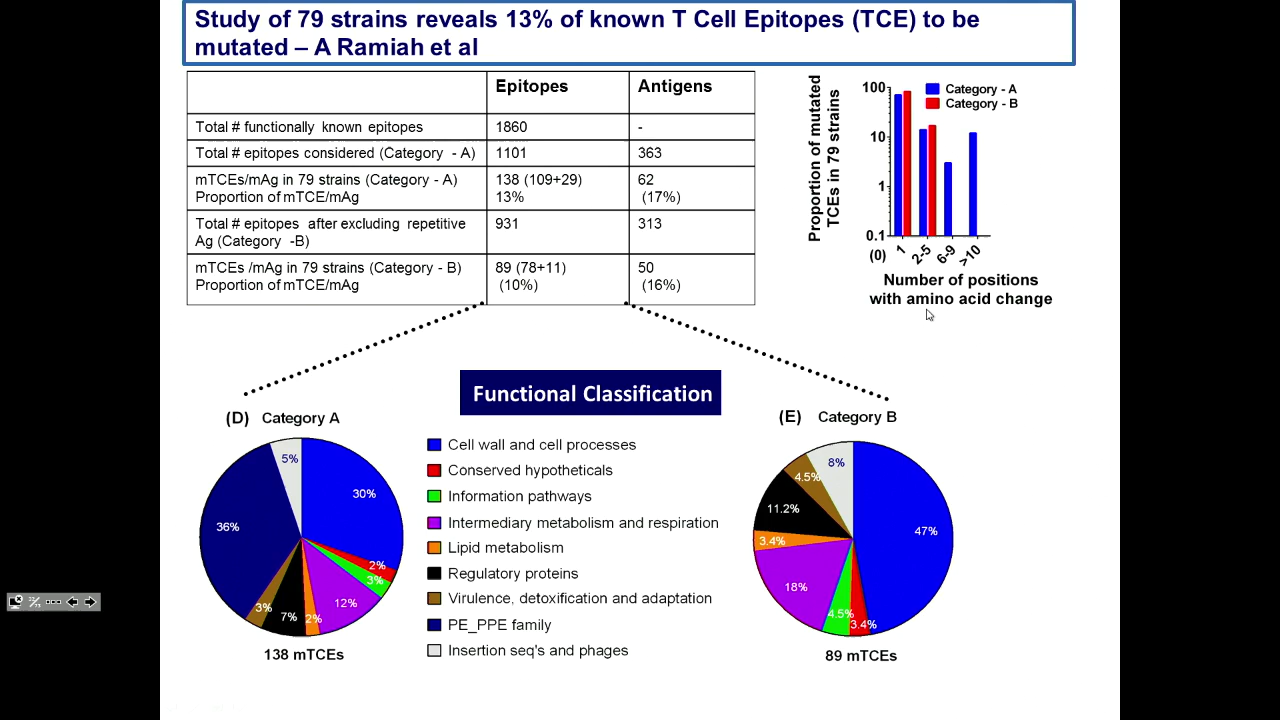 Study of 79 strains reveals 13% of known T Cell Epitopes (TCE) to be
mutated – A Ramiah et al
Epitopes Antigens
Total # functionally known epitopes 1860 -
Total # epitopes considered (Category - A) 1101 363
mTCEs/mAg in 79 strains (Category - A) 138 (109+29) 62
Proportion of mTCE/mAg 13% (17%)
Total # epitopes after excluding repetitive 931 313
Ag (Category -B)
mTCEs /mAg in 79 strains (Category - B) 89 (78+11) 50
Proportion of mTCE/mAg (10%) (16%)
Proportion of mutated
TCEs in 79 strains
100
10
1
0.1
(0)
Category - A
Category - B
1 2-5 6-9 >10
Number of positions
with amino acid change
Functional Classification
(D) Category A
5%
30%
36%
2%
3%
12%
2%
7%
3%
138 mTCEs
Cell wall and cell processes
Conserved hypotheticals
Information pathways
Intermediary metabolism and respiration
Lipid metabolism
Regulatory proteins
Virulence, detoxification and adaptation
PE_PPE family
Insertion seq's and phages
(E) Category B
8%
4.5%
11.2%
47%
3.4%
18%
4.5%
3.4%
89 mTCEs